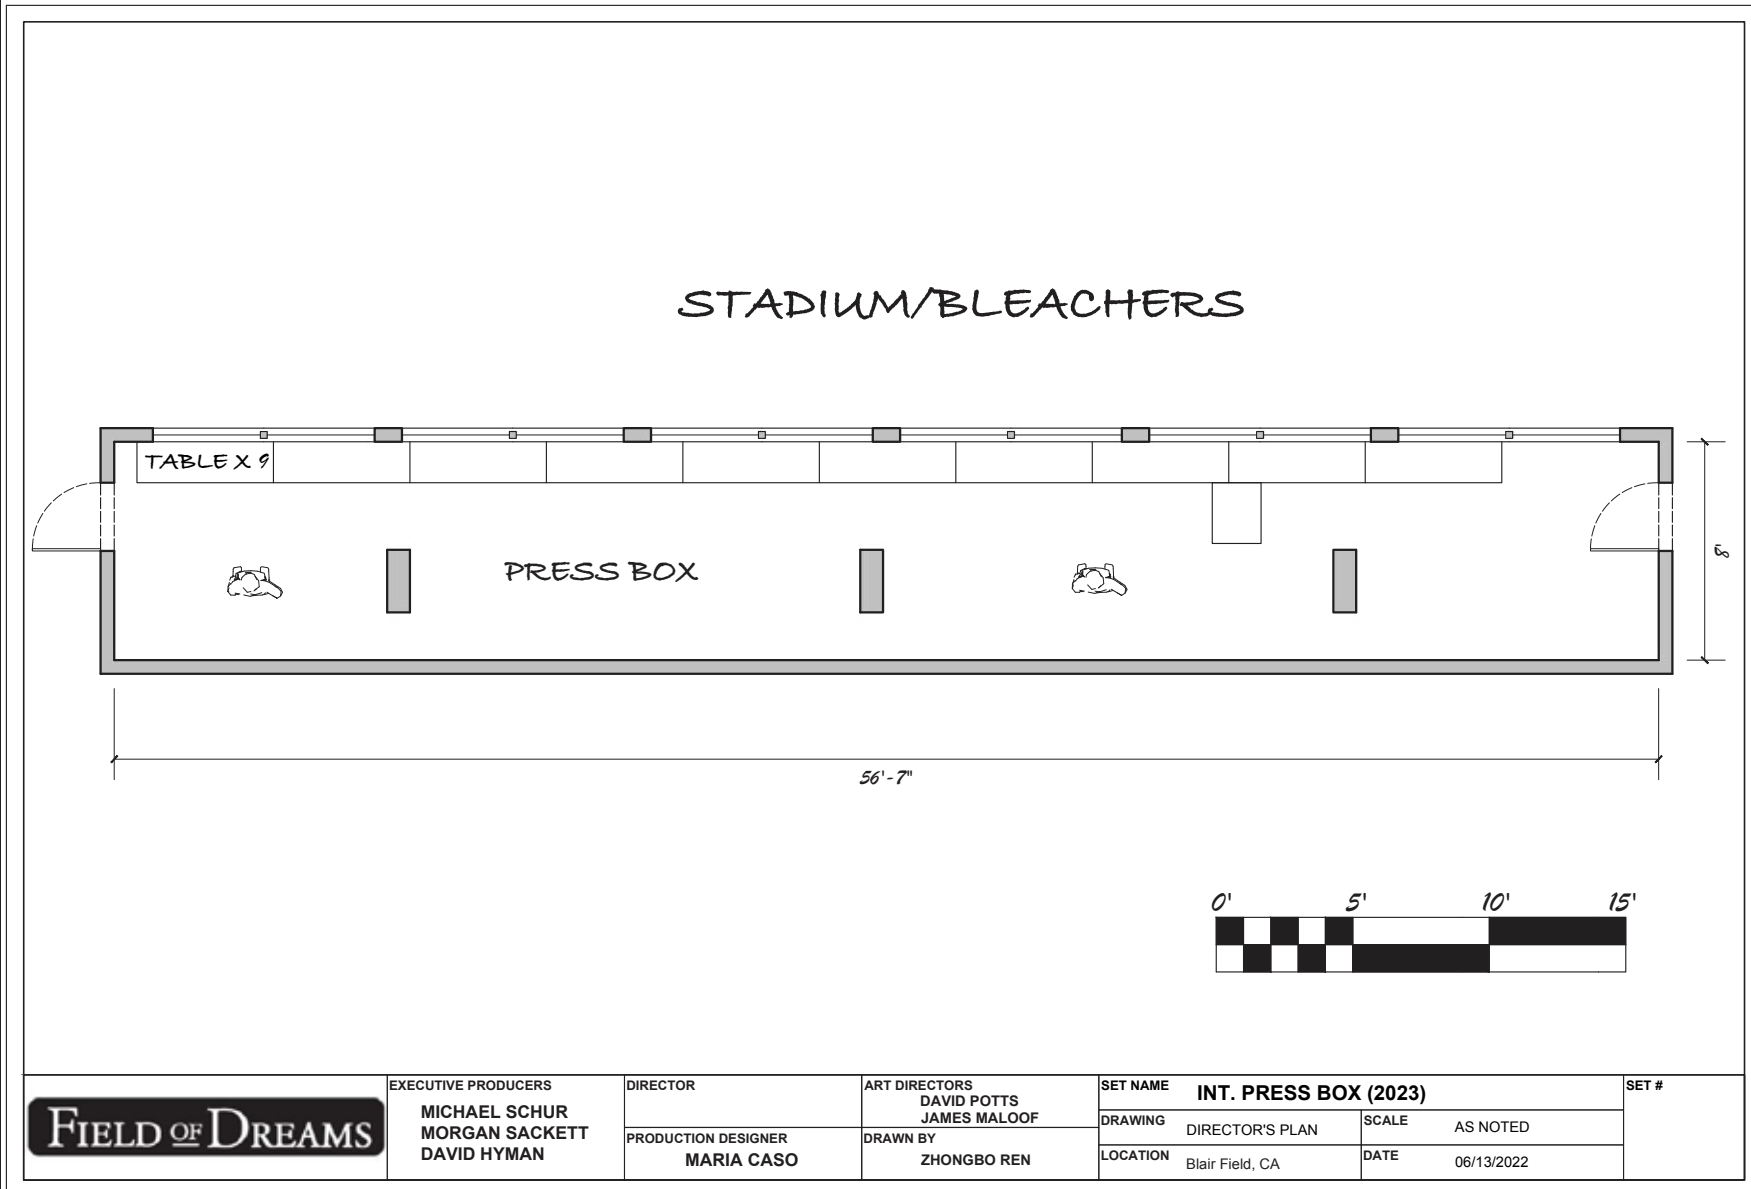 STADIUM/BLEACHERS
TABLE X 9
PRESS BOX
8'
56'-7"
0' 5' 10' 15'
FIELD OF DREAMS
EXECUTIVE PRODUCERS
MICHAEL SCHUR
MORGAN SACKETT
DAVID HYMAN
DIRECTOR
PRODUCTION DESIGNER
MARIA CASO
ART DIRECTORS
DAVID POTTS
JAMES MALOOF
DRAWN BY
ZHONGBO REN
SET NAME INT. PRESS BOX (2023)
DRAWING DIRECTOR'S PLAN
SCALE AS NOTED
LOCATION Blair Field, CA
DATE 06/13/2022
SET #